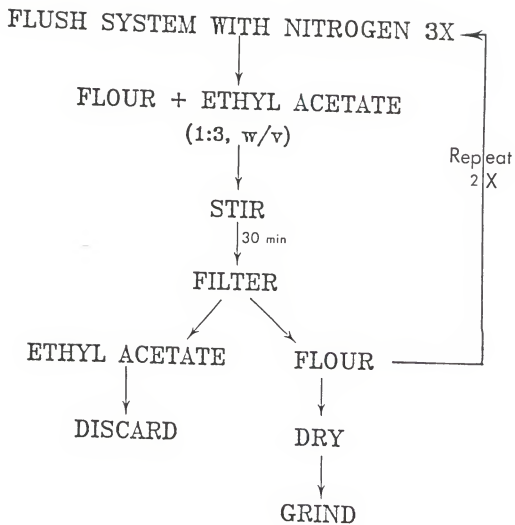 FLUSH SYSTEM WITH NITROGEN 3X
FLOUR + ETHYL ACETATE
(1:3, w/v)
Repeat
2X
STIR
30 min
FILTER
ETHYL ACETATE
FLOUR
DISCARD
DRY
GRIND